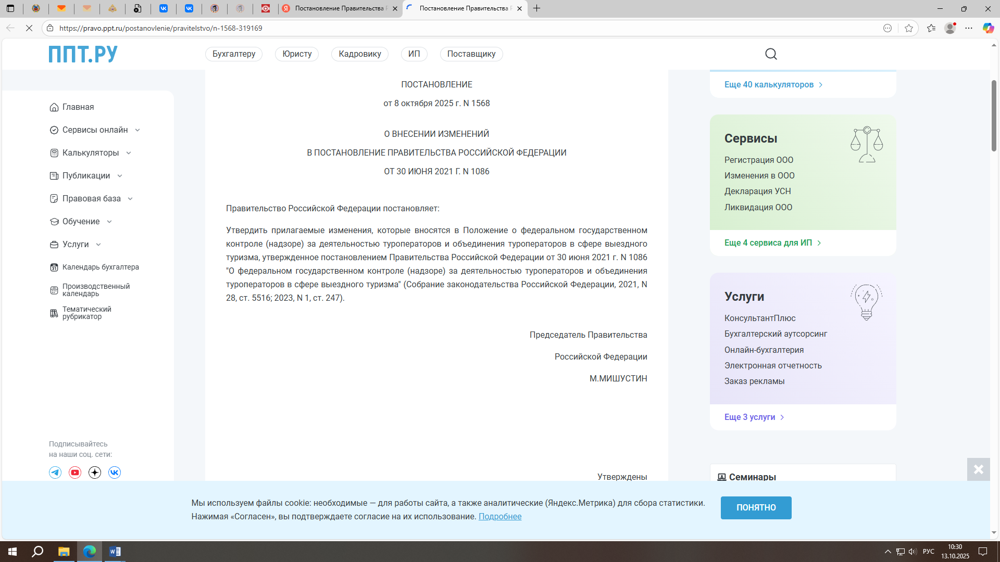 Постановление Правительства
Постановление Правительства
https://pravo.ppt.ru/postanovlenie/pravitelstvo/n-1568-319169
ППТ.РУ
Бухгалтеру
Юристу
Кадровику
ИП
Поставщику
Главная
Сервисы онлайн
Калькуляторы
Публикации
Правовая база
Обучение
Услуги
Календарь бухгалтера
Производственный
календарь
Тематический
рубрикатор
Подписывайтесь
на наши соц. сети:
ПОСТАНОВЛЕНИЕ
от 8 октября 2025 г. N 1568
О ВНЕСЕНИИ ИЗМЕНЕНИЙ
В ПОСТАНОВЛЕНИЕ ПРАВИТЕЛЬСТВА РОССИЙСКОЙ ФЕДЕРАЦИИ
ОТ 30 ИЮНЯ 2021 Г. N 1086
Правительство Российской Федерации постановляет:
Утвердить прилагаемые изменения, которые вносятся в Положение о федеральном государственном
контроле (надзоре) за деятельностью туроператоров и объединения туроператоров в сфере выездного
туризма, утвержденное постановлением Правительства Российской Федерации от 30 июня 2021 г. N 1086
"О федеральном государственном контроле (надзоре) за деятельностью туроператоров и объединения
туроператоров в сфере выездного туризма" (Собрание законодательства Российской Федерации, 2021, N
28, ст. 5516; 2023, N 1, ст. 247).
Председатель Правительства
Российской Федерации
М.МИШУСТИН
Утверждены
Еще 40 калькуляторов
Сервисы
Регистрация ООО
Изменения в ООО
Декларация УСН
Ликвидация ООО
Еще 4 сервиса для ИП
Услуги
КонсультантПлюс
Бухгалтерский аутсорсинг
Онлайн-бухгалтерия
Электронная отчетность
Заказ рекламы
Еще 3 услуги
Семинары
Мы используем файлы cookie: необходимые — для работы сайта, а также аналитические (Яндекс.Метрика) для сбора статистики.
Нажимая «Согласен», вы подтверждаете согласие на их использование. Подробнее
ПОНЯТНО
РУС
10:30
13.10.2025